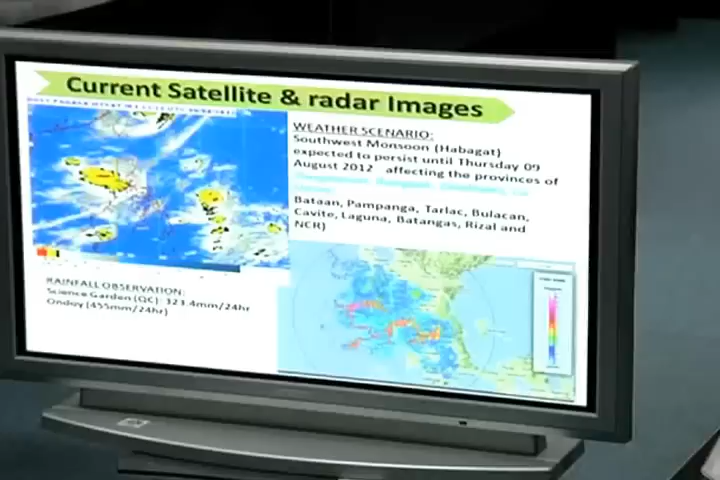 Current Satellite & radar Images
WEATHER SCENARIO:
Southwest Monsoon (Habagat)
expected to persist until Thursday 09
August 2012 affecting the provinces of
Bataan, Pampanga, Tarlac, Bulacan,
Cavite, Laguna, Batangas, Rizal and
NCR)
RAINFALL OBSERVATION:
Science Garden (QC): 323.4mm/24hr
Ondoy (455mm/24hr)